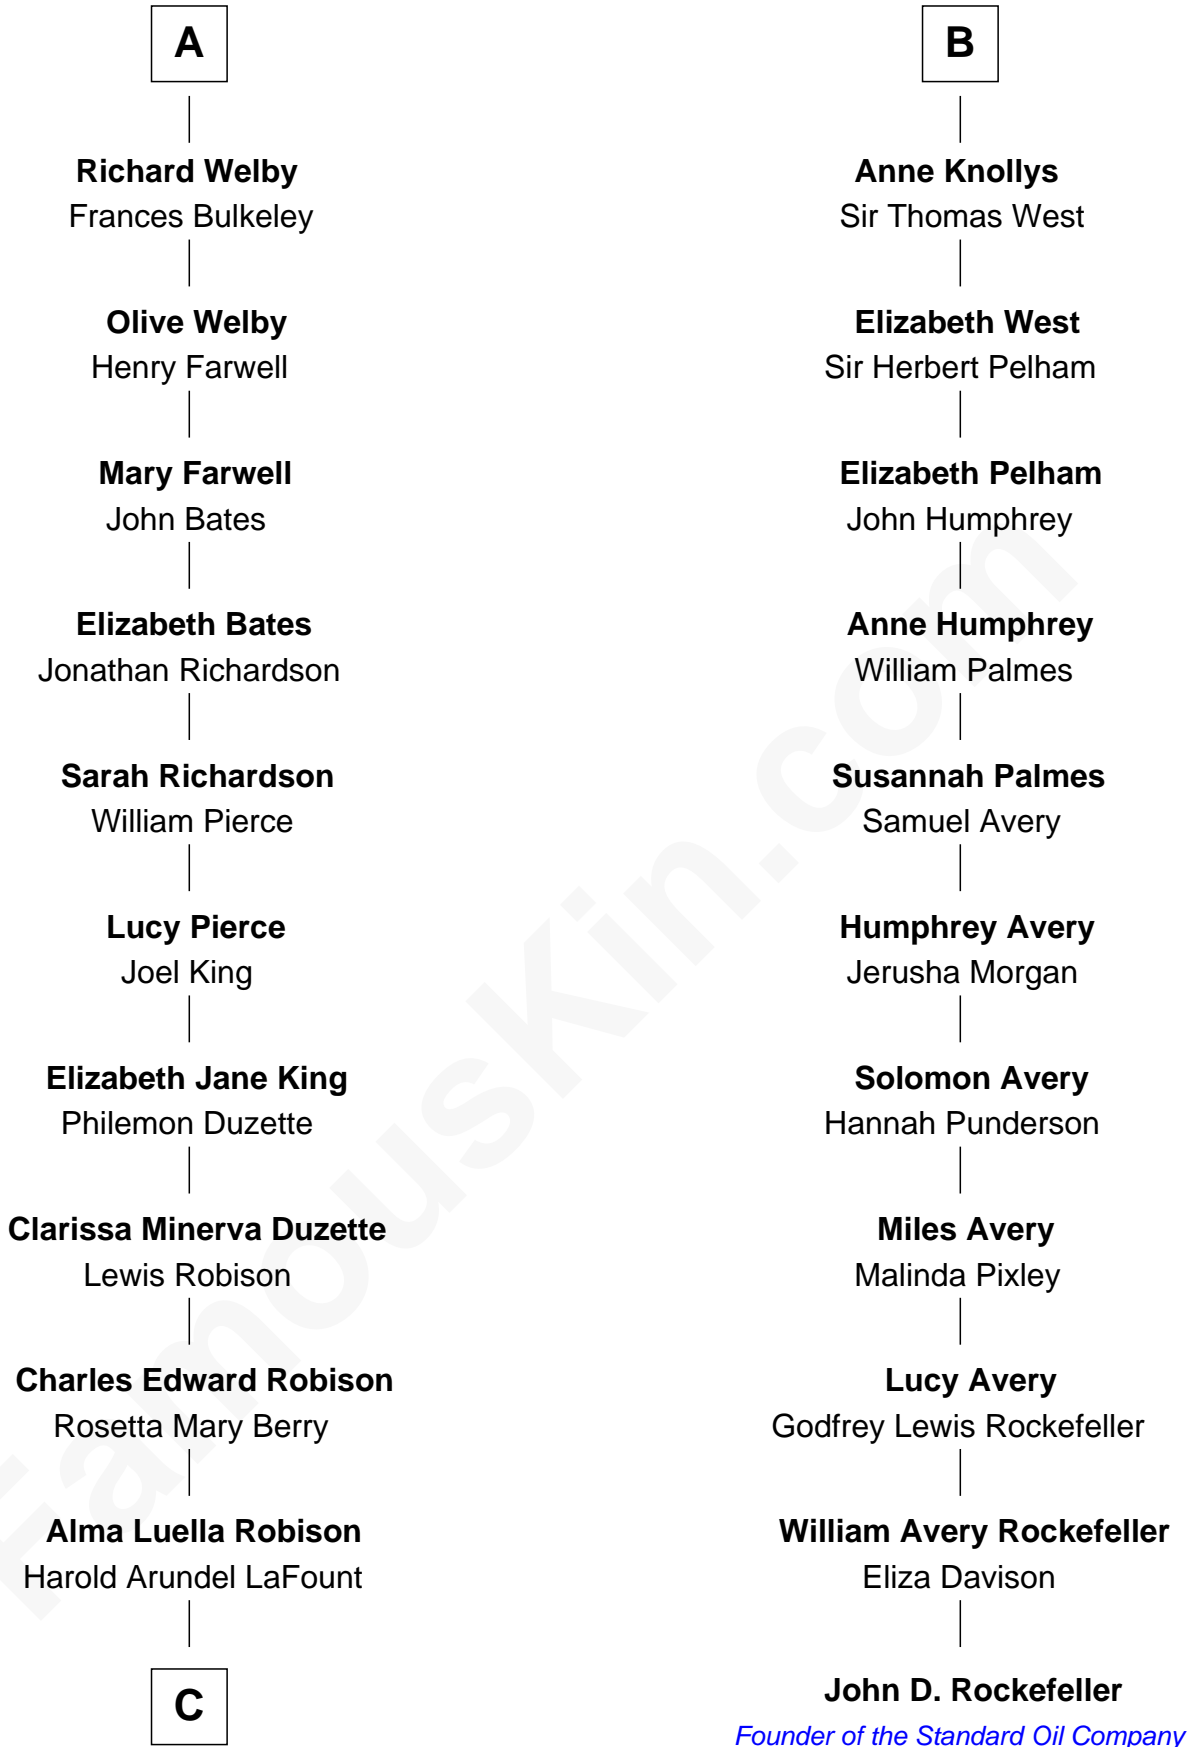 A
Richard Welby
Frances Bulkeley
Olive Welby
Henry Farwell
Mary Farwell
John Bates
Elizabeth Bates
Jonathan Richardson
Sarah Richardson
William Pierce
Lucy Pierce
Joel King
Elizabeth Jane King
Philemon Duzette
Clarissa Minerva Duzette
Lewis Robison
Charles Edward Robison
Rosetta Mary Berry
Alma Luella Robison
Harold Arundel LaFount
C
B
Anne Knollys
Sir Thomas West
Elizabeth West
Sir Herbert Pelham
Elizabeth Pelham
John Humphrey
Anne Humphrey
William Palmes
Susannah Palmes
Samuel Avery
Humphrey Avery
Jerusha Morgan
Solomon Avery
Hannah Punderson
Miles Avery
Malinda Pixley
Lucy Avery
Godfrey Lewis Rockefeller
William Avery Rockefeller
Eliza Davison
John D. Rockefeller
Founder of the Standard Oil Company
FamousKin.com